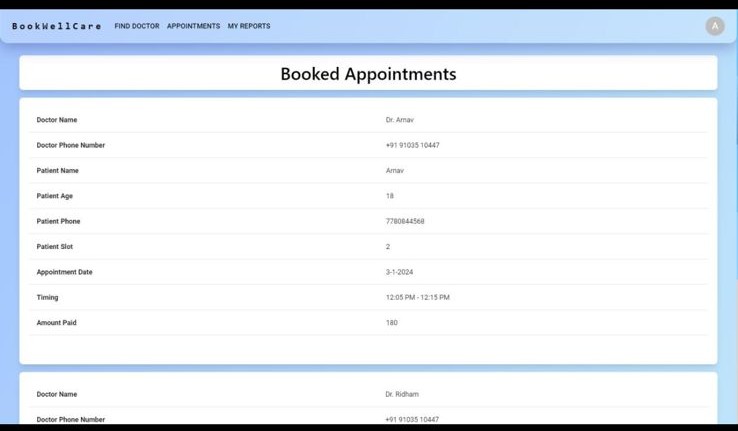 BookWellCare FIND DOCTOR APPOINTMENTS MY REPORTS A
Booked Appointments
Doctor Name Dr. Arnav
Doctor Phone Number +91 91035 10447
Patient Name Arnav
Patient Age 18
Patient Phone 7780844568
Patient Slot 2
Appointment Date 3-1-2024
Timing 12:05 PM - 12:15 PM
Amount Paid 180
Doctor Name Dr. Ridham
Doctor Phone Number +91 91035 10447